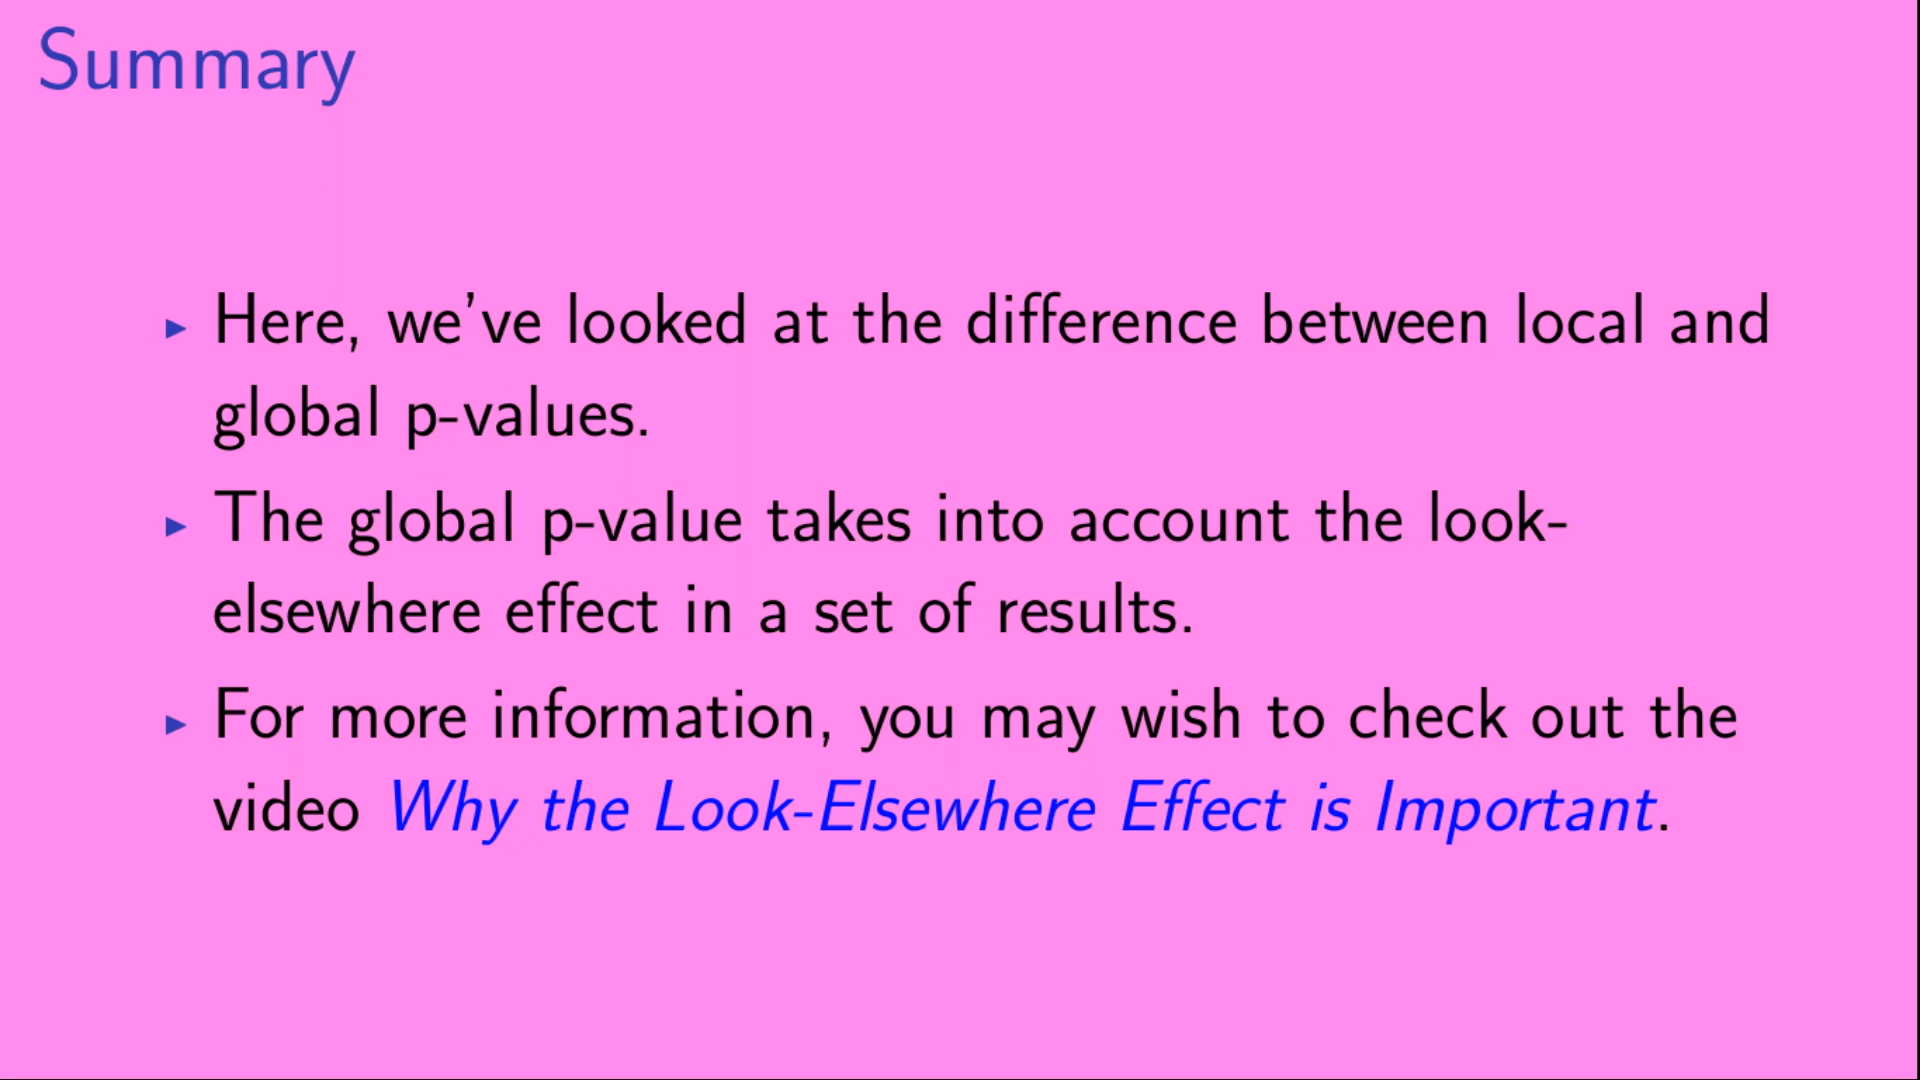 Summary
▸ Here, we've looked at the difference between local and
global p-values.
▸ The global p-value takes into account the look-
elsewhere effect in a set of results.
▸ For more information, you may wish to check out the
video Why the Look-Elsewhere Effect is Important.